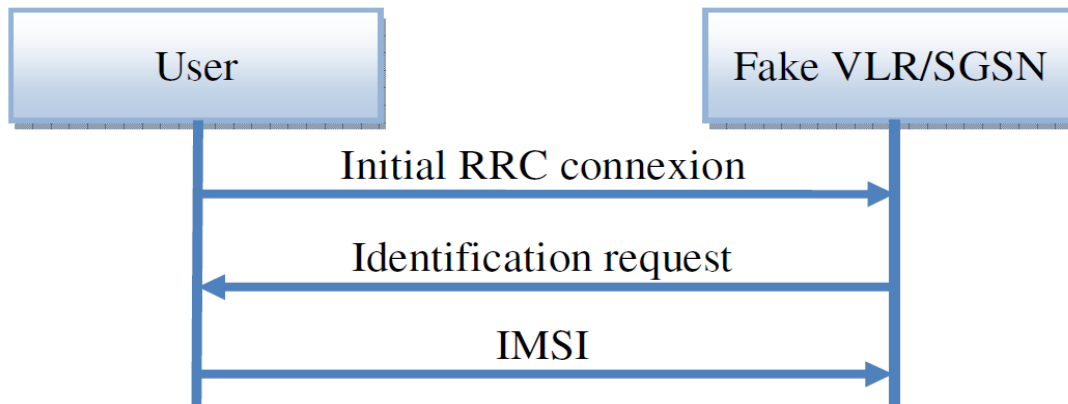 User
Fake VLR/SGSN
Initial RRC connexion
Identification request
IMSI